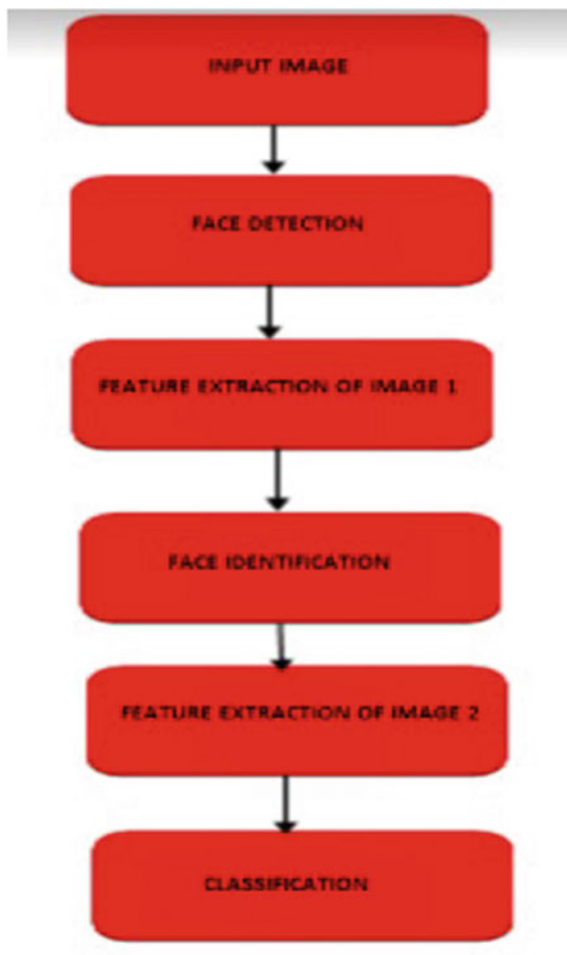 INPUT IMAGE
FACE DETECTION
FEATURE EXTRACTION OF IMAGE 1
FACE IDENTIFICATION
FEATURE EXTRACTION OF IMAGE 2
CLASSIFICATION